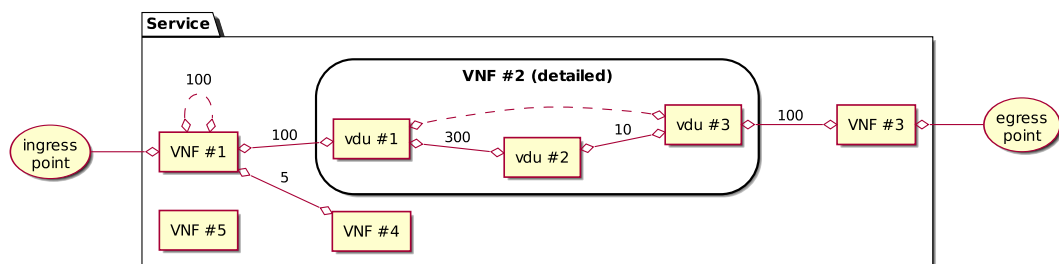 Service
VNF #2 (detailed)
100
ingress
point
VNF #1
100
vdu #1
300
vdu #2
10
vdu #3
100
VNF #3
egress
point
5
VNF #5
VNF #4